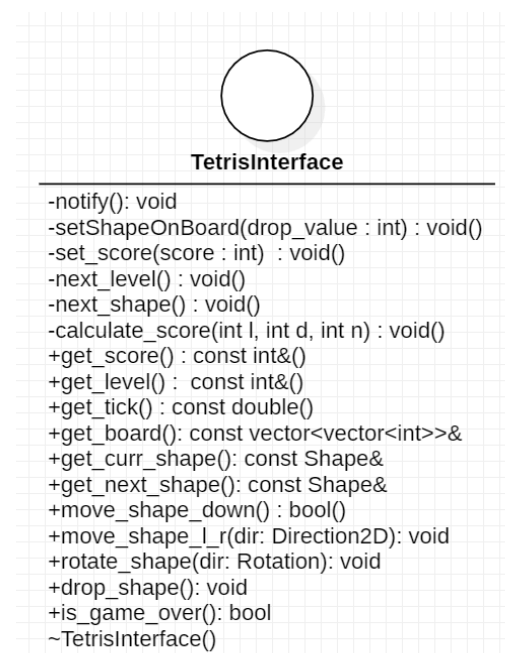 TetrisInterface
-notify(): void
-setShapeOnBoard(drop_value : int) : void()
-set_score(score : int)  : void()
-next_level() : void()
-next_shape() : void()
-calculate_score(int l, int d, int n) : void()
+get_score() : const int&()
+get_level() :  const int&()
+get_tick() : const double()
+get_board(): const vector<vector<int>>&
+get_curr_shape(): const Shape&
+get_next_shape(): const Shape&
+move_shape_down() : bool()
+move_shape_l_r(dir: Direction2D): void
+rotate_shape(dir: Rotation): void
+drop_shape(): void
+is_game_over(): bool
~TetrisInterface()